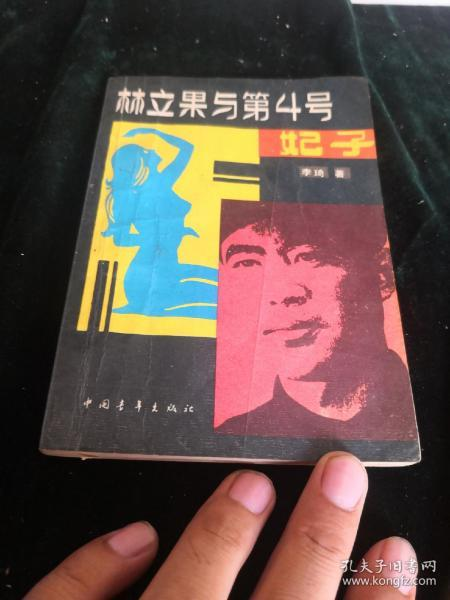 林立果与第4号
妃子
李琦 著
中国青年出版社
孔夫子旧书网
www.kongfz.com